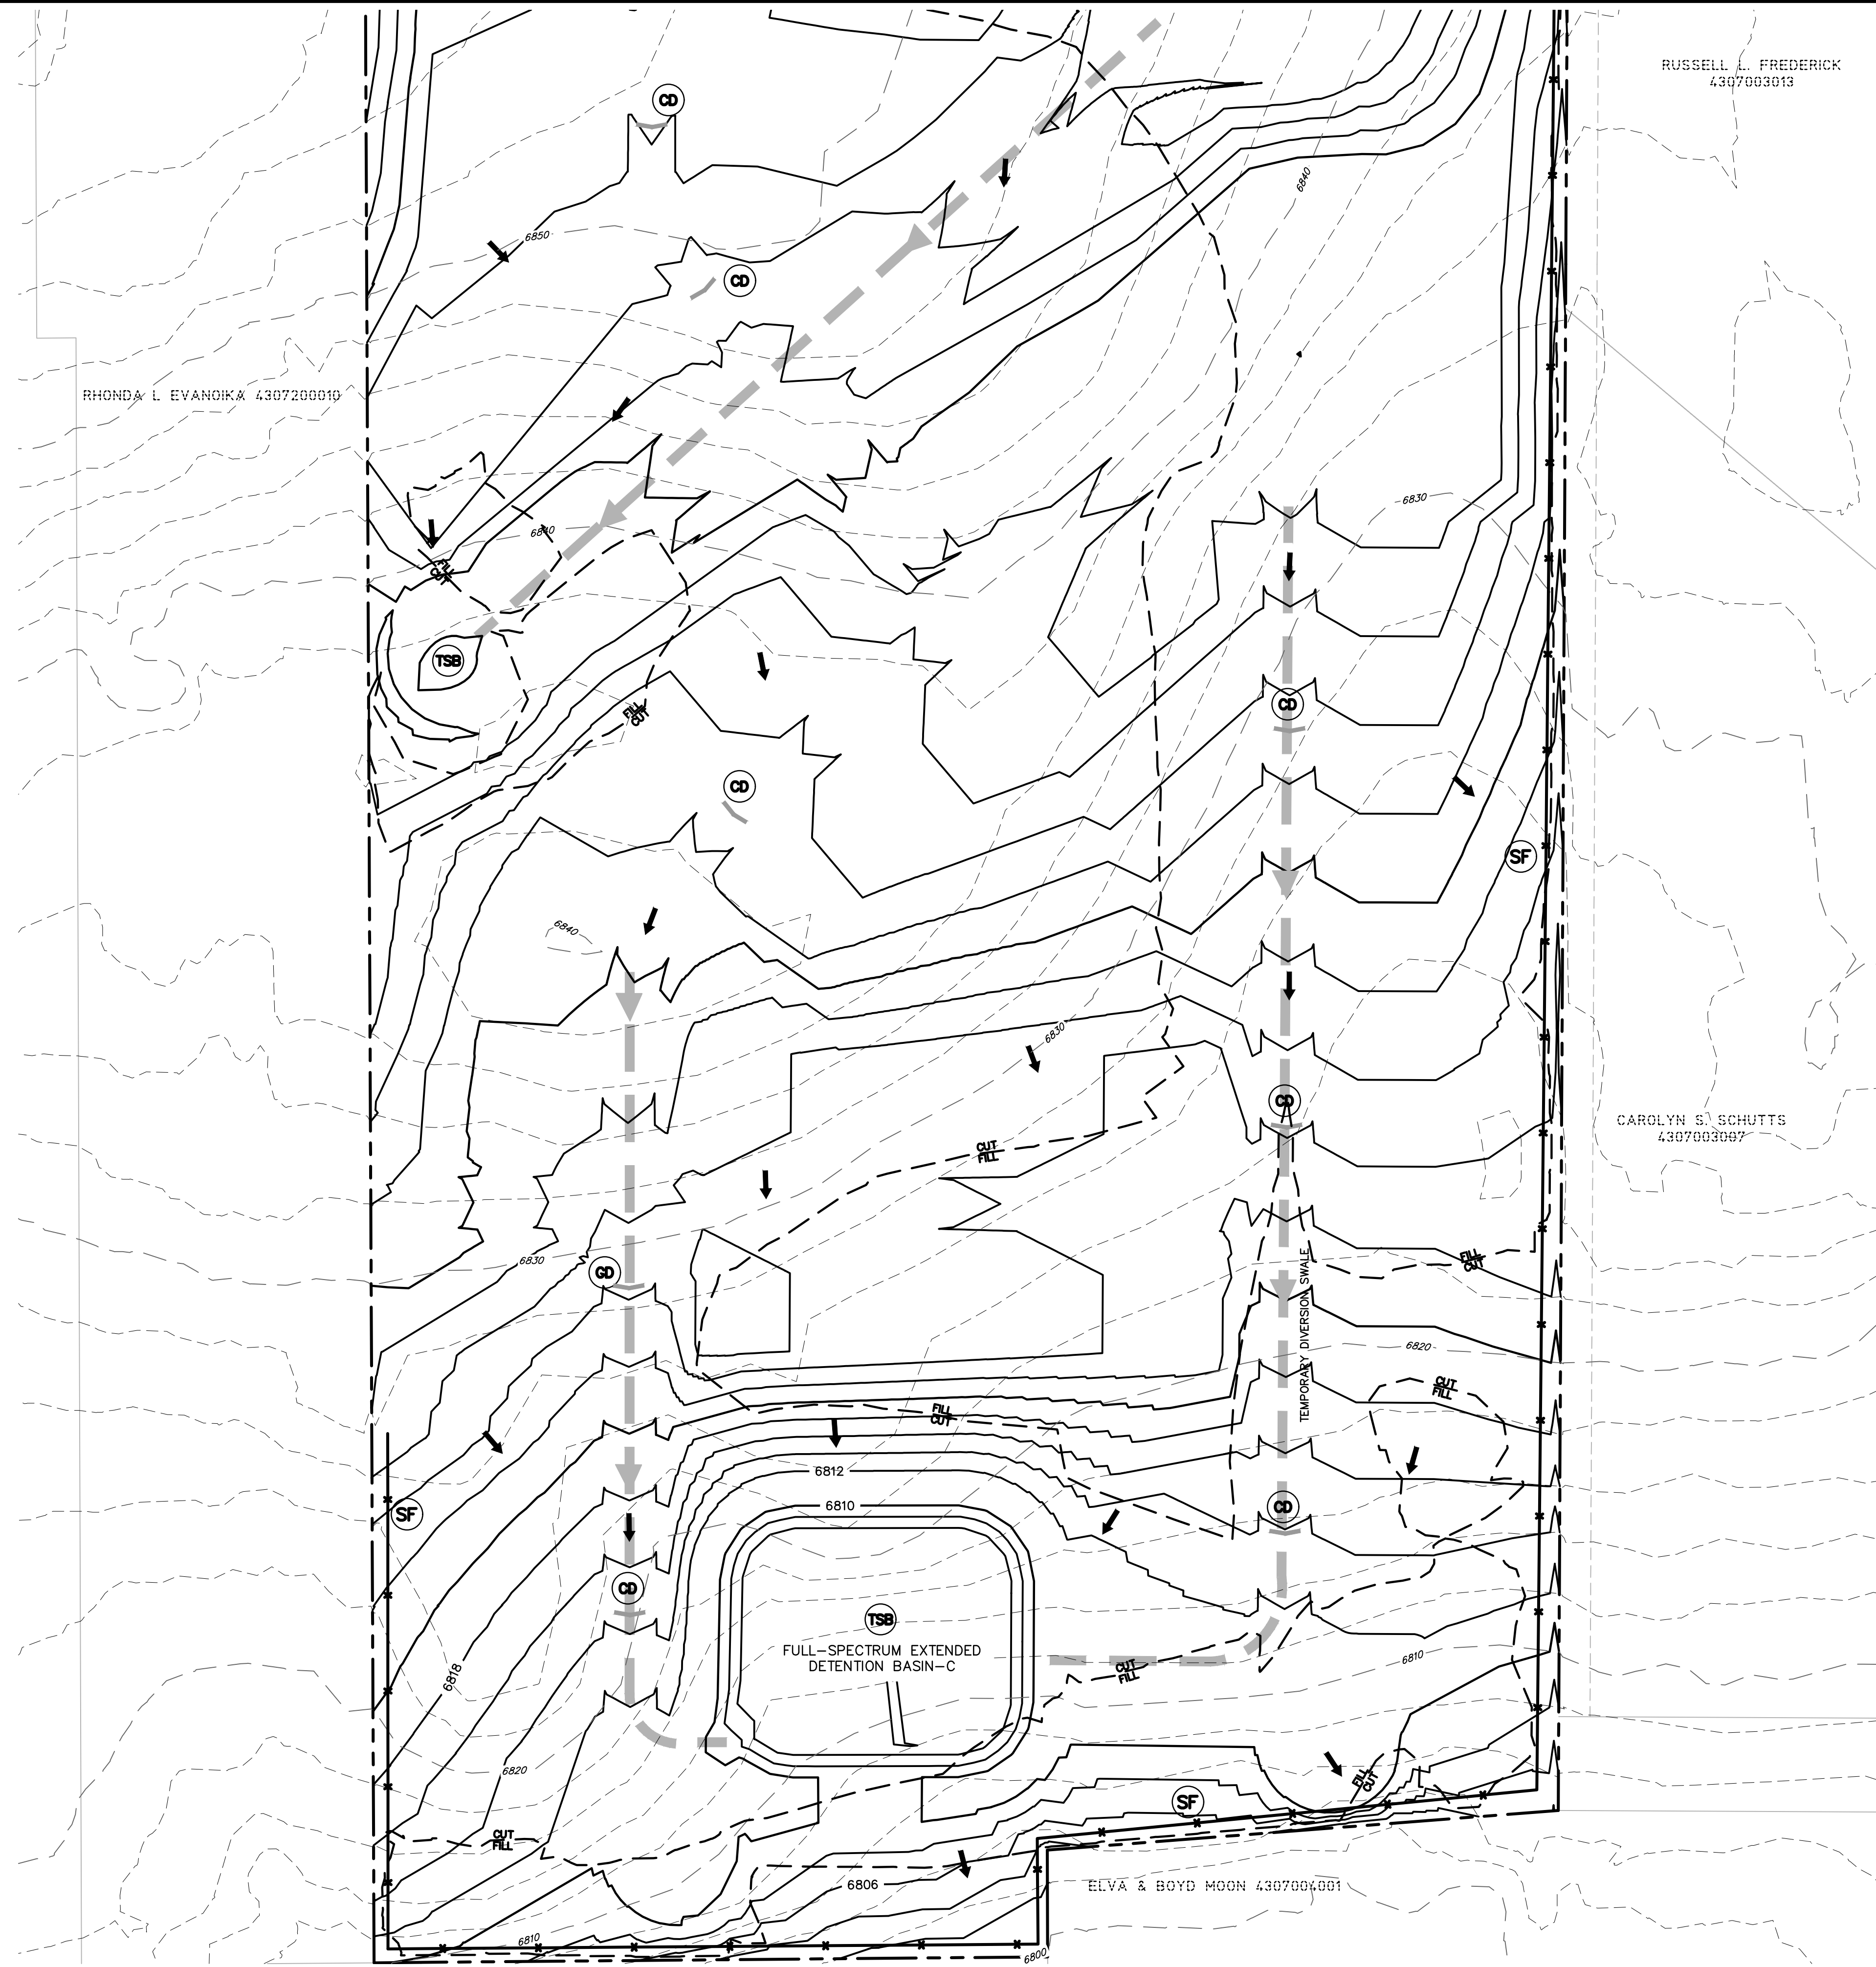 RUSSELL L. FREDERICK
4307003013
CD
6840
6850
CD
RHONDA L EVANOIKA 4307200010
6830
6840
FILL
CUT
TSB
CD
FILL
CUT
CD
SF
6840
6830
CD
CAROLYN S. SCHUTTS
4307003007
CUT
FILL
6830
CD
FILL
CUT
TEMPORARY DIVERSION SWALE
6820
CUT
FILL
FILL
CUT
6812
6810
SF
CD
CD
TSB
FULL-SPECTRUM EXTENDED
DETENTION BASIN-C
6818
6810
CUT
FILL
6820
FILL
CUT
SF
CUT
FILL
6806
ELVA & BOYD MOON 4307004001
6810
6800